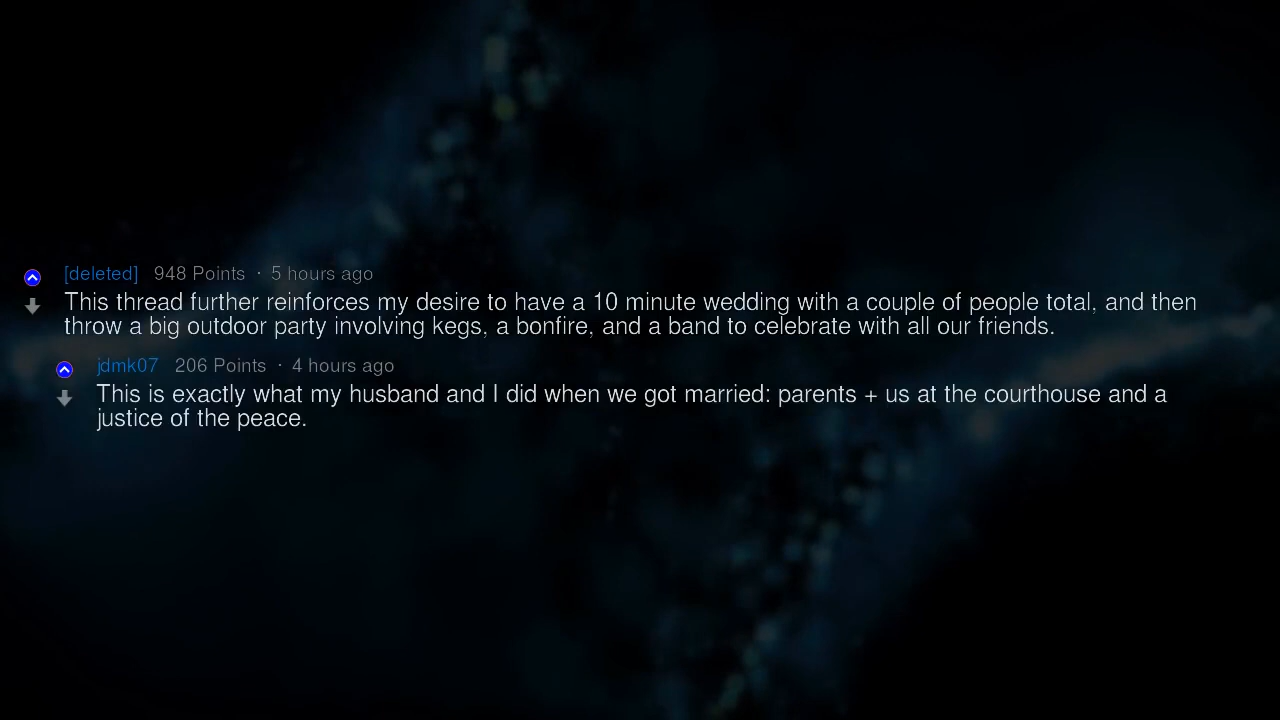 [deleted] 948 Points · 5 hours ago
This thread further reinforces my desire to have a 10 minute wedding with a couple of people total, and then
throw a big outdoor party involving kegs, a bonfire, and a band to celebrate with all our friends.
jdmk07 206 Points · 4 hours ago
This is exactly what my husband and I did when we got married: parents + us at the courthouse and a
justice of the peace.